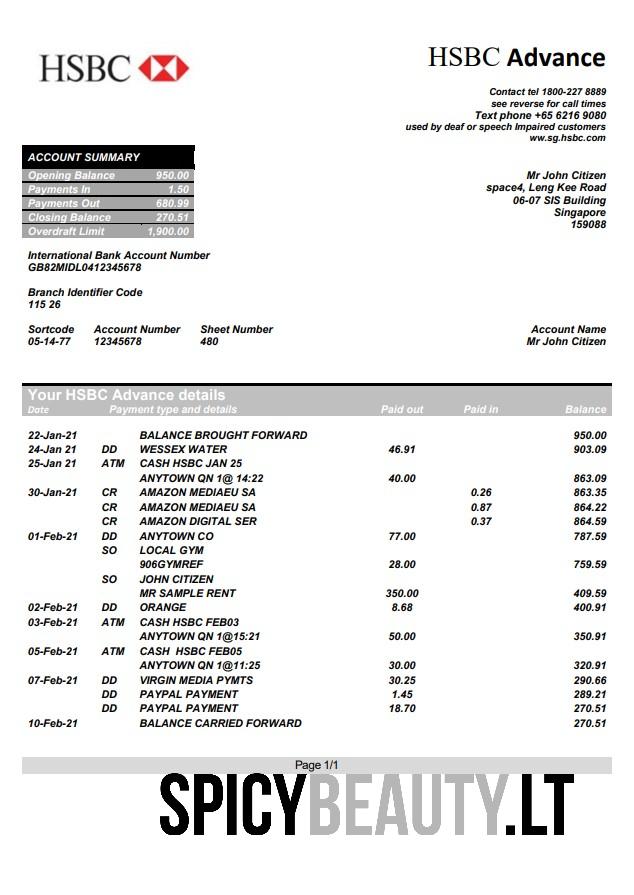 HSBC
HSBC Advance
Contact tel 1800-227 8889
see reverse for call times
Text phone +65 6216 9080
used by deaf or speech Impaired customers
ww.sg.hsbc.com
ACCOUNT SUMMARY
Opening Balance 950.00
Payments In 1.50
Payments Out 680.99
Closing Balance 270.51
Overdraft Limit 1,900.00
Mr John Citizen
space4, Leng Kee Road
06-07 SIS Building
Singapore
159088
International Bank Account Number
GB82MIDL0412345678
Branch Identifier Code
115 26
Sortcode Account Number Sheet Number Account Name
05-14-77 12345678 480 Mr John Citizen
Your HSBC Advance details
Date Payment type and details Paid out Paid in Balance
22-Jan-21 BALANCE BROUGHT FORWARD 950.00
24-Jan 21 DD WESSEX WATER 46.91 903.09
25-Jan 21 ATM CASH HSBC JAN 25
ANYTOWN QN 1@ 14:22 40.00 863.09
30-Jan-21 CR AMAZON MEDIAEU SA 0.26 863.35
CR AMAZON MEDIAEU SA 0.87 864.22
CR AMAZON DIGITAL SER 0.37 864.59
01-Feb-21 DD ANYTOWN CO 77.00 787.59
SO LOCAL GYM
906GYMREF 28.00 759.59
SO JOHN CITIZEN
MR SAMPLE RENT 350.00 409.59
02-Feb-21 DD ORANGE 8.68 400.91
03-Feb-21 ATM CASH HSBC FEB03
ANYTOWN QN 1@15:21 50.00 350.91
05-Feb-21 ATM CASH HSBC FEB05
ANYTOWN QN 1@11:25 30.00 320.91
07-Feb-21 DD VIRGIN MEDIA PYMTS 30.25 290.66
DD PAYPAL PAYMENT 1.45 289.21
DD PAYPAL PAYMENT 18.70 270.51
10-Feb-21 BALANCE CARRIED FORWARD 270.51
Page 1/1
SPICYBEAUTY.LT